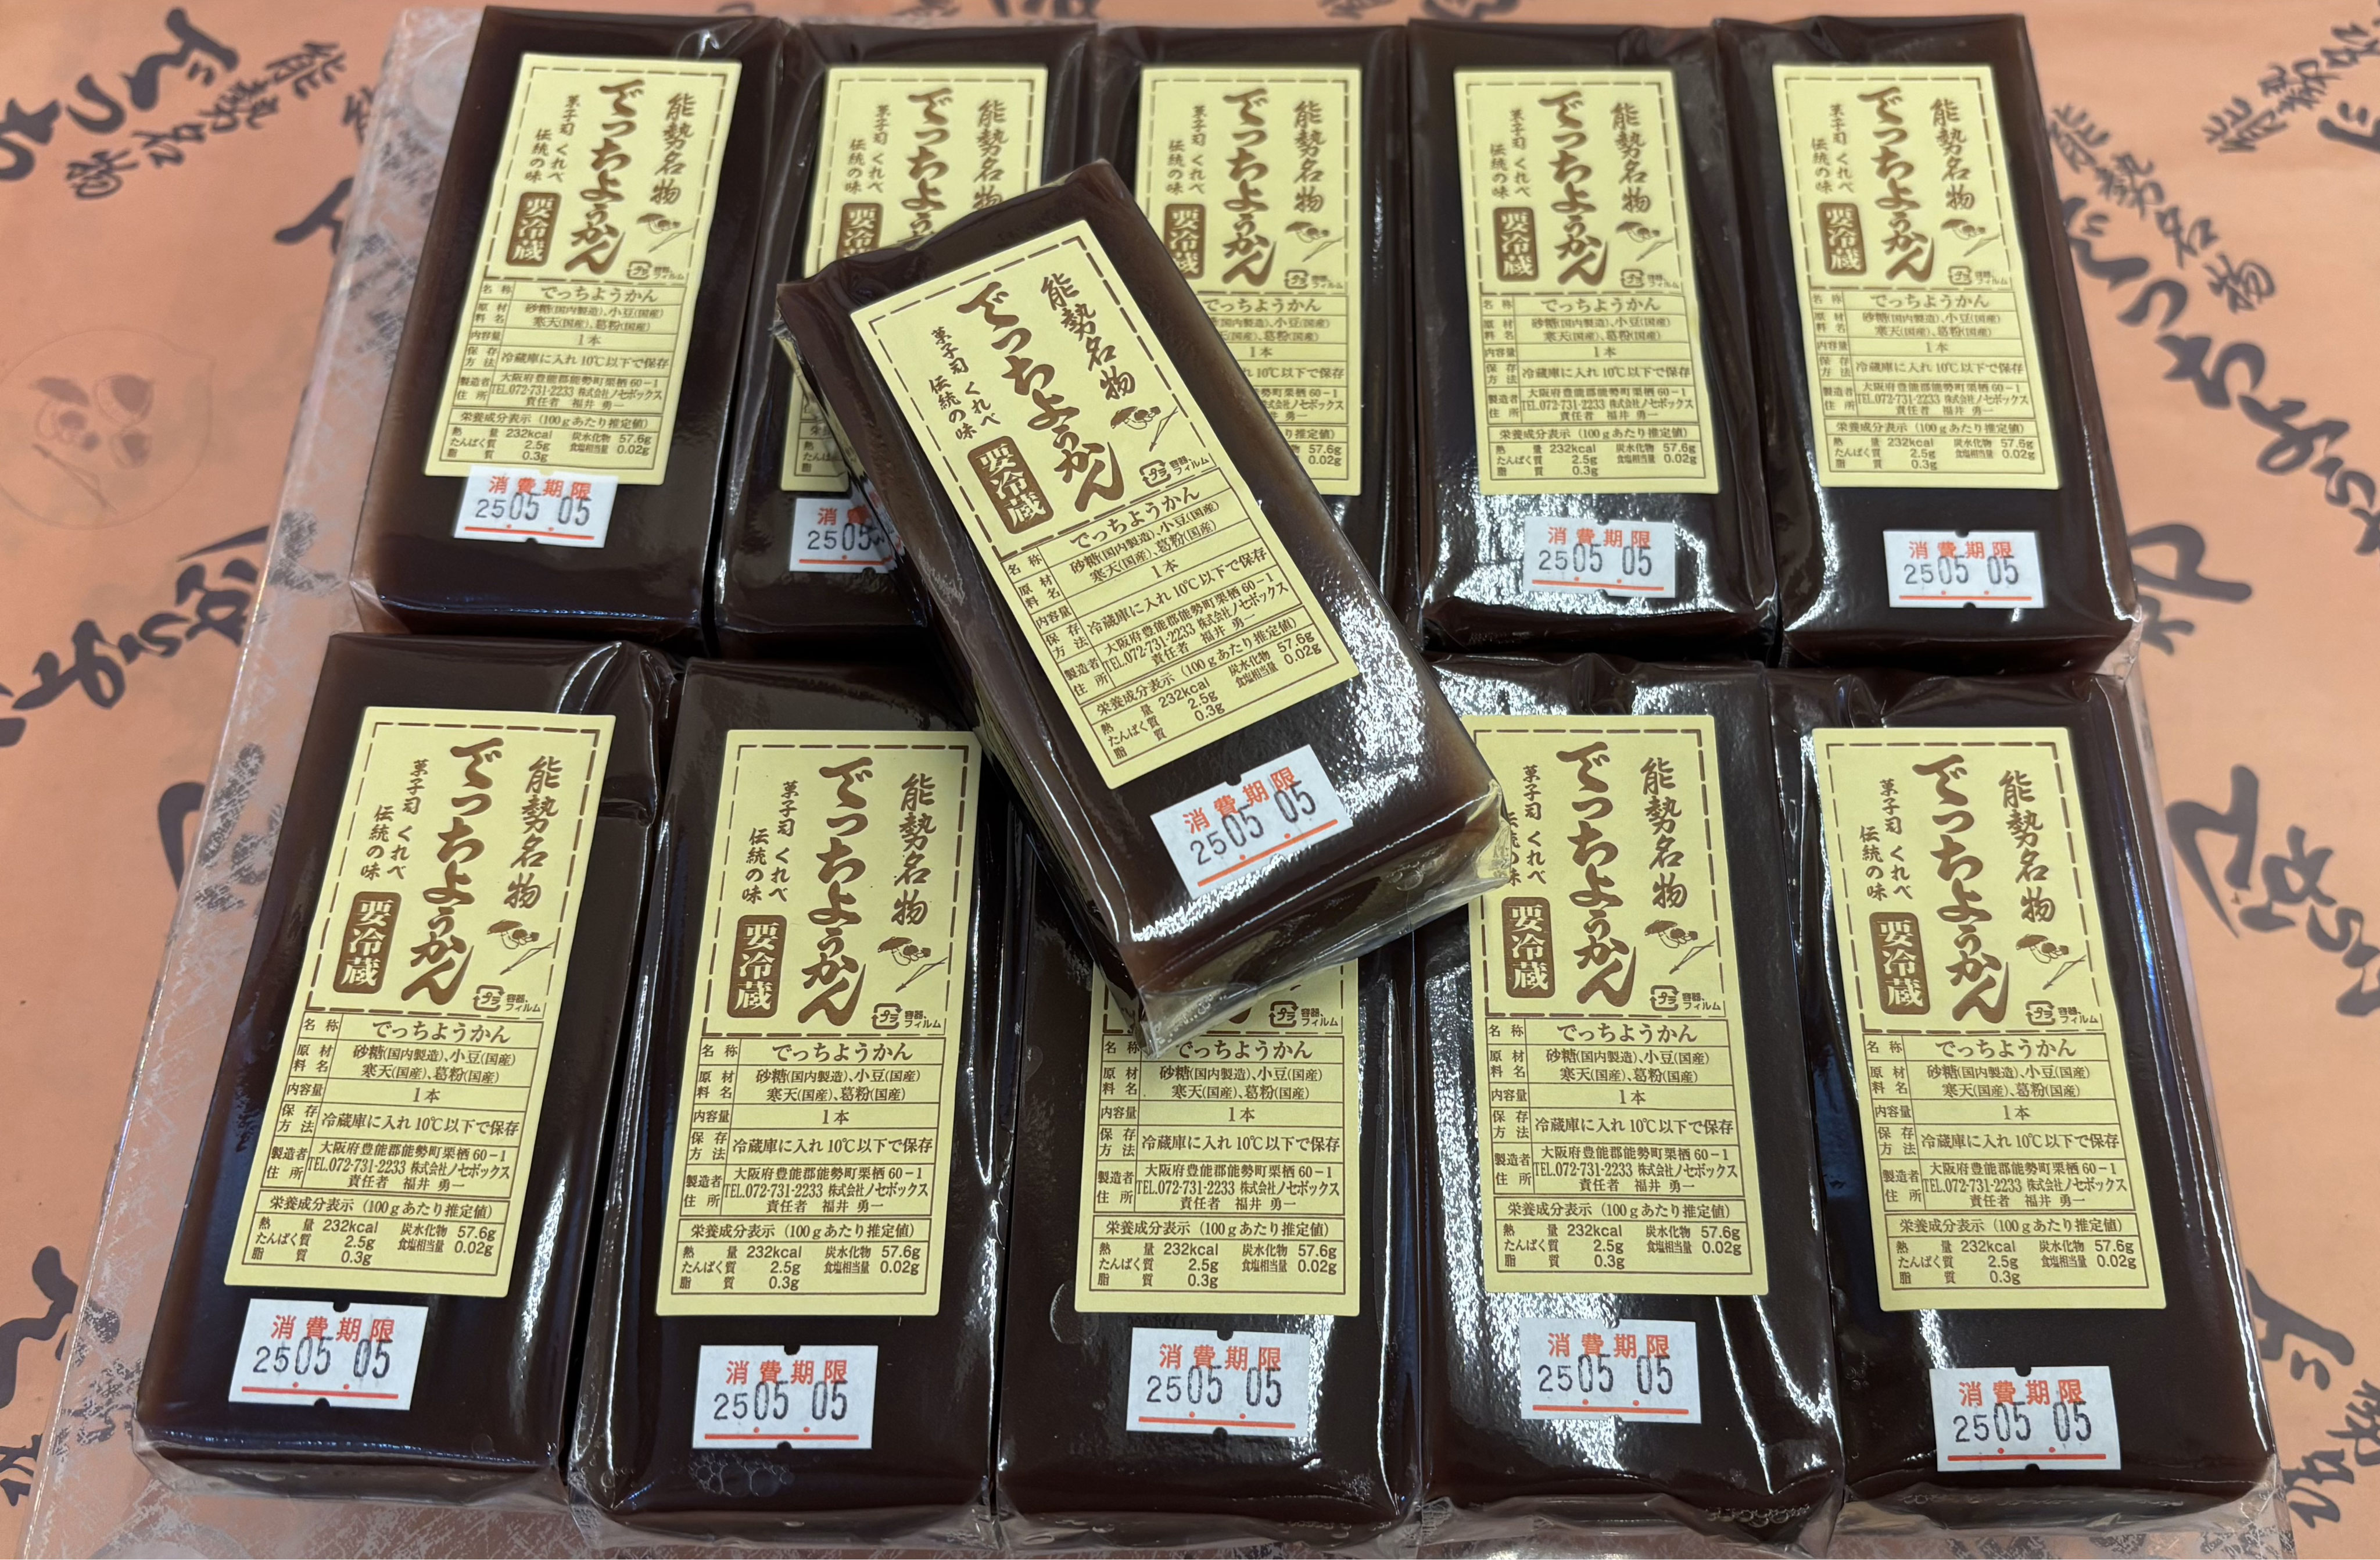 能勢名物
でっちようかん
菓子司 くれべ
伝統の味
要冷蔵
プラ 容器、フィルム
名称 でっちようかん
原材料名 砂糖(国内製造)、小豆(国産)
寒天(国産)、葛粉(国産)
内容量 1本
保存方法 冷蔵庫に入れ10℃以下で保存
製造者住所 大阪府豊能郡能勢町栗栖60-1
TEL.072-731-2233 株式会社ノセボックス
責任者 福井 勇一
栄養成分表示(100gあたり推定値)
熱量 232kcal 炭水化物 57.6g
たんぱく質 2.5g 食塩相当量 0.02g
脂質 0.3g
消費期限
25 05 05